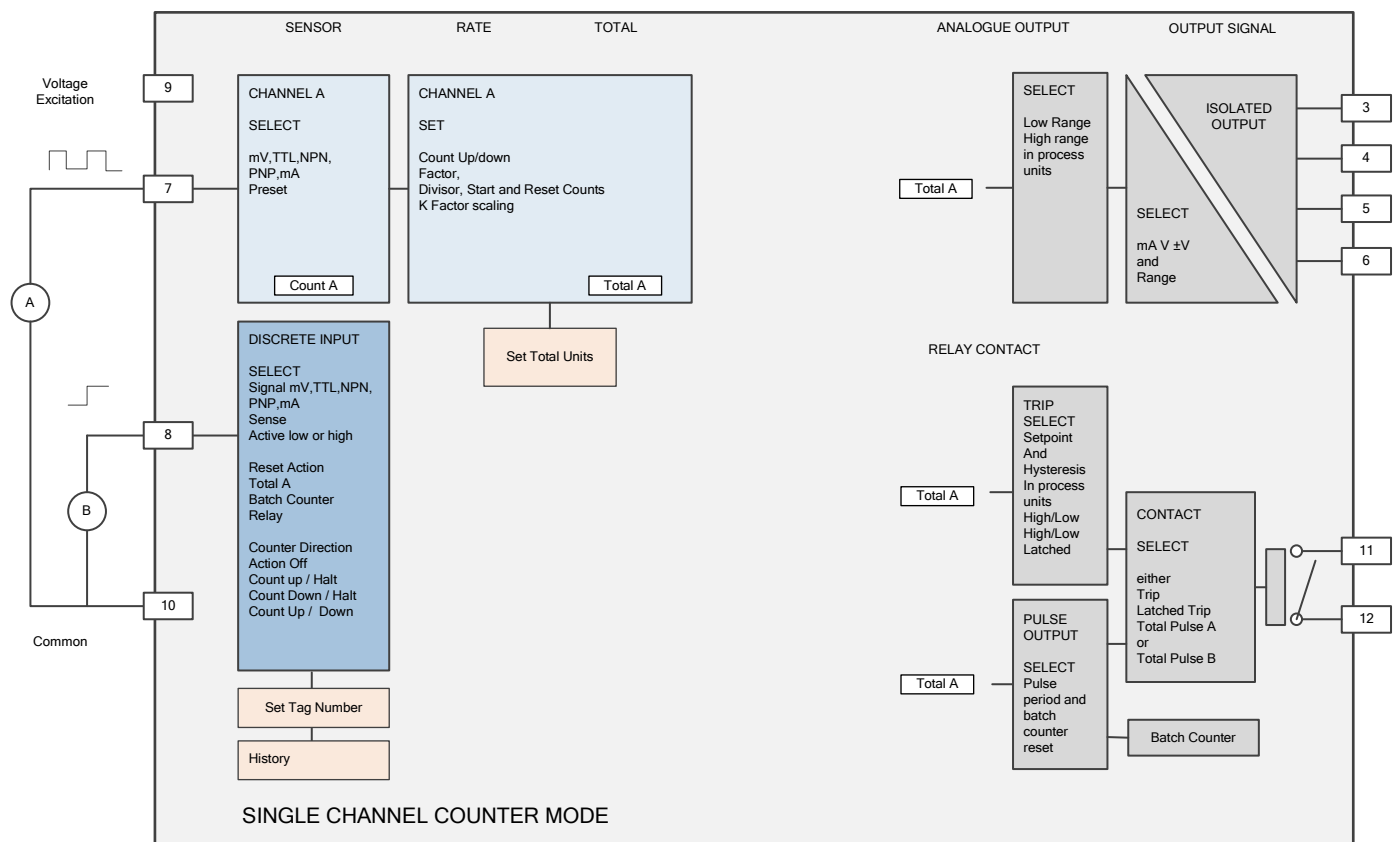 SENSOR
RATE
TOTAL
ANALOGUE OUTPUT
OUTPUT SIGNAL
Voltage
Excitation
9
7
A
8
B
10
Common
CHANNEL A
SELECT
mV,TTL,NPN,
PNP,mA
Preset
Count A
CHANNEL A
SET
Count Up/down
Factor,
Divisor, Start and Reset Counts
K Factor scaling
Total A
Set Total Units
DISCRETE INPUT
SELECT
Signal mV,TTL,NPN,
PNP,mA
Sense
Active low or high
Reset Action
Total A
Batch Counter
Relay
Counter Direction
Action Off
Count up / Halt
Count Down / Halt
Count Up / Down
Set Tag Number
History
Total A
SELECT
Low Range
High range
in process
units
SELECT
mA V ±V
and
Range
ISOLATED
OUTPUT
3
4
5
6
RELAY CONTACT
Total A
TRIP
SELECT
Setpoint
And
Hysteresis
In process
units
High/Low
High/Low
Latched
Total A
PULSE
OUTPUT
SELECT
Pulse
period and
batch
counter
reset
CONTACT
SELECT
either
Trip
Latched Trip
Total Pulse A
or
Total Pulse B
Batch Counter
11
12
SINGLE CHANNEL COUNTER MODE